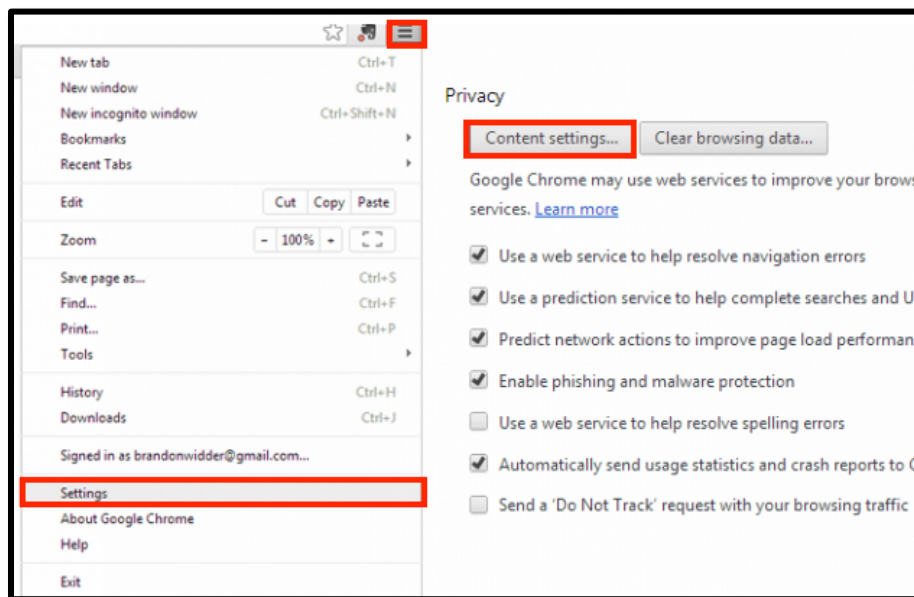 New tab Ctrl+T
New window Ctrl+N
New incognito window Ctrl+Shift+N
Bookmarks
Recent Tabs
Edit Cut Copy Paste
Zoom - 100% +
Save page as... Ctrl+S
Find... Ctrl+F
Print... Ctrl+P
Tools
History Ctrl+H
Downloads Ctrl+J
Signed in as brandonwidder@gmail.com...
Settings
About Google Chrome
Help
Exit
Privacy
Content settings... Clear browsing data...
Google Chrome may use web services to improve your brows
services. Learn more
Use a web service to help resolve navigation errors
Use a prediction service to help complete searches and U
Predict network actions to improve page load performan
Enable phishing and malware protection
Use a web service to help resolve spelling errors
Automatically send usage statistics and crash reports to G
Send a 'Do Not Track' request with your browsing traffic